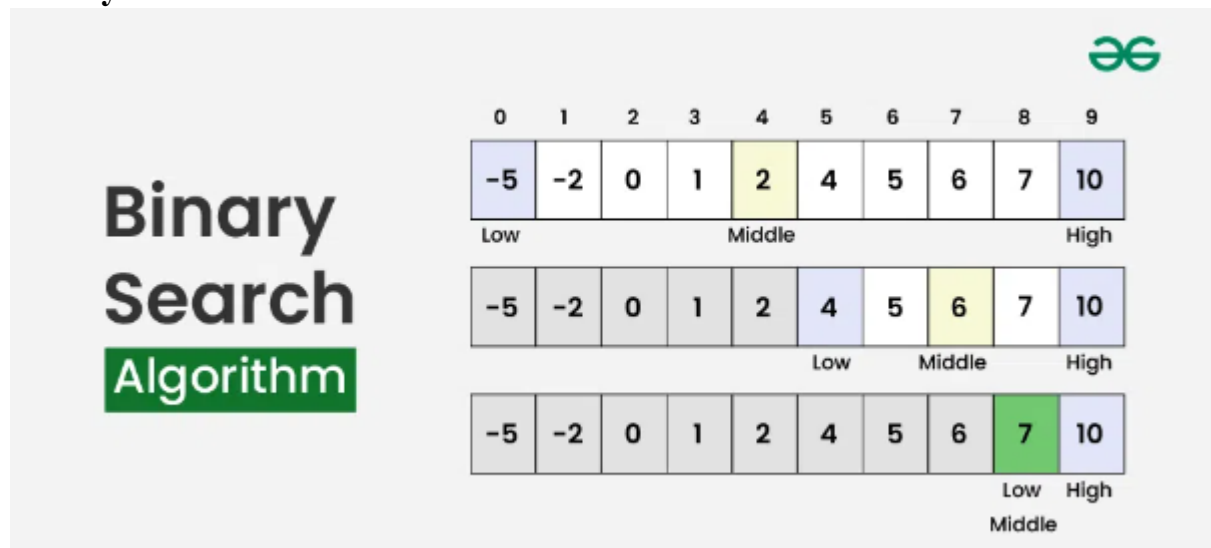 Binary
Search
Algorithm
0 1 2 3 4 5 6 7 8 9
-5 -2 0 1 2 4 5 6 7 10
Low Middle High
-5 -2 0 1 2 4 5 6 7 10
Low Middle High
-5 -2 0 1 2 4 5 6 7 10
Low High
Middle